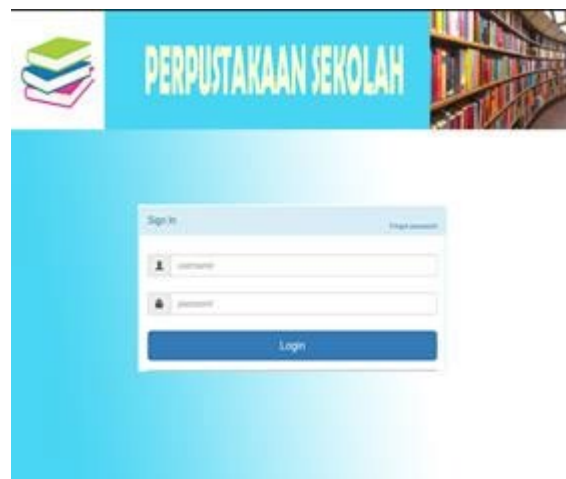 PERPUSTAKAAN SEKOLAH
Sign In
Forgot password?
username
password
Login